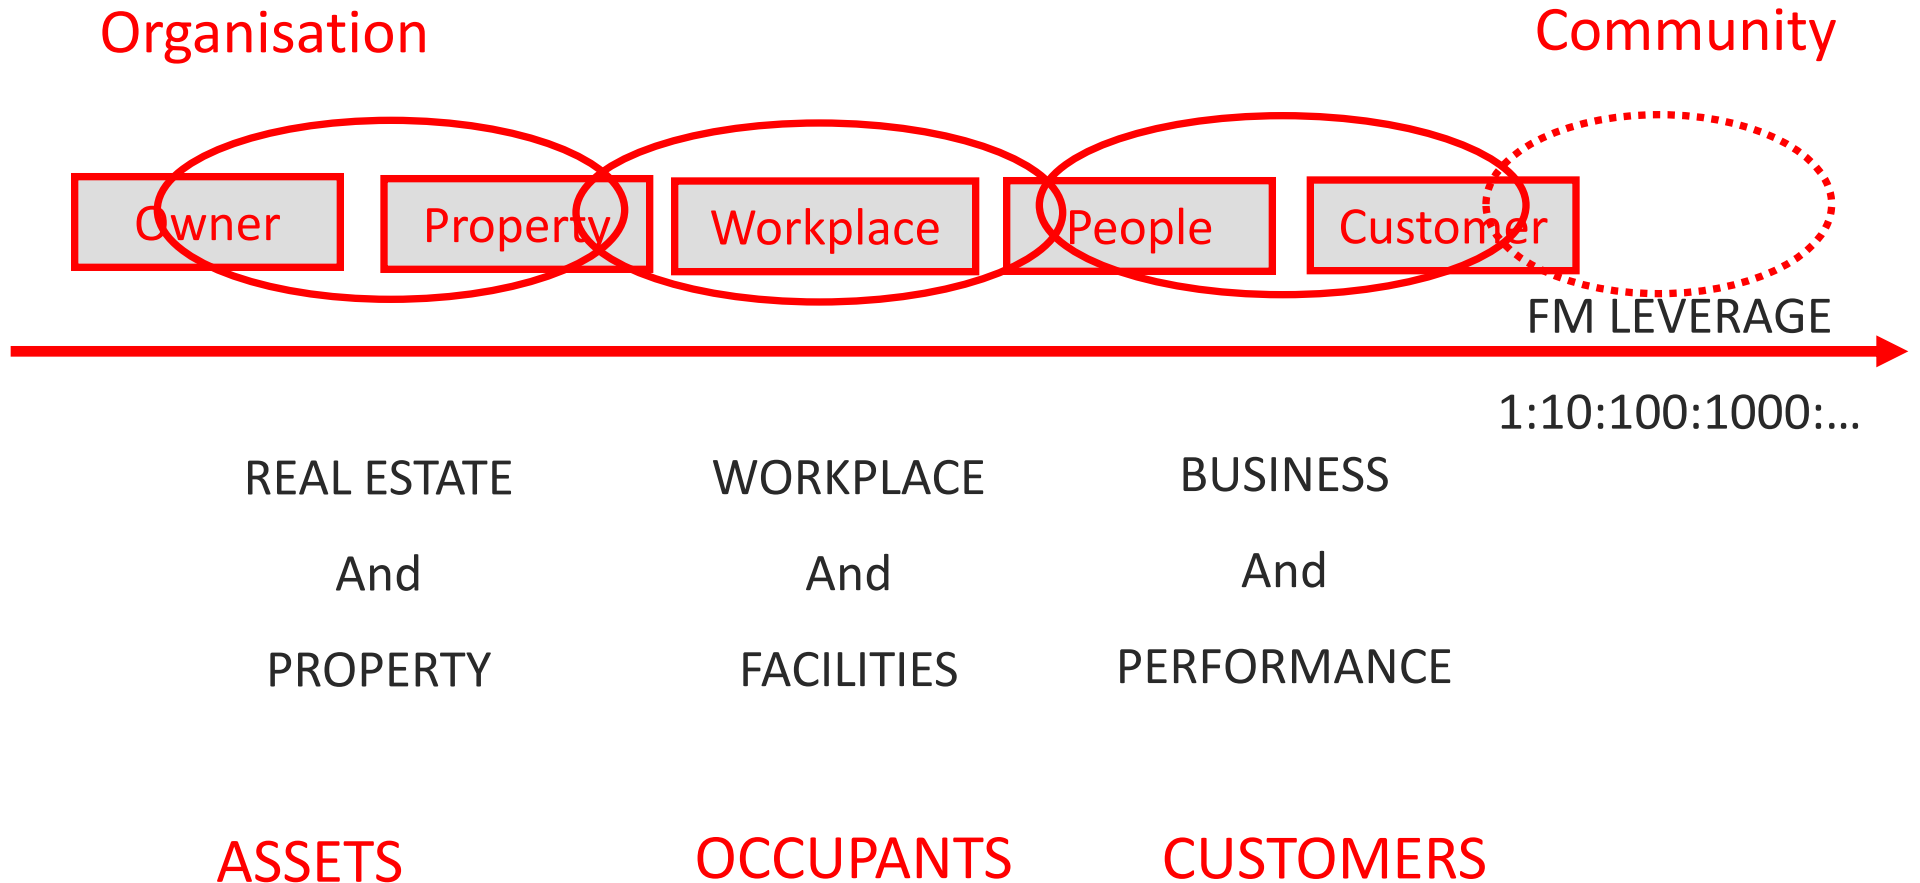 Organisation
Community
Owner
Property
Workplace
People
Customer
FM LEVERAGE
1:10:100:1000:...
REAL ESTATE
And
PROPERTY
WORKPLACE
And
FACILITIES
BUSINESS
And
PERFORMANCE
ASSETS
OCCUPANTS
CUSTOMERS